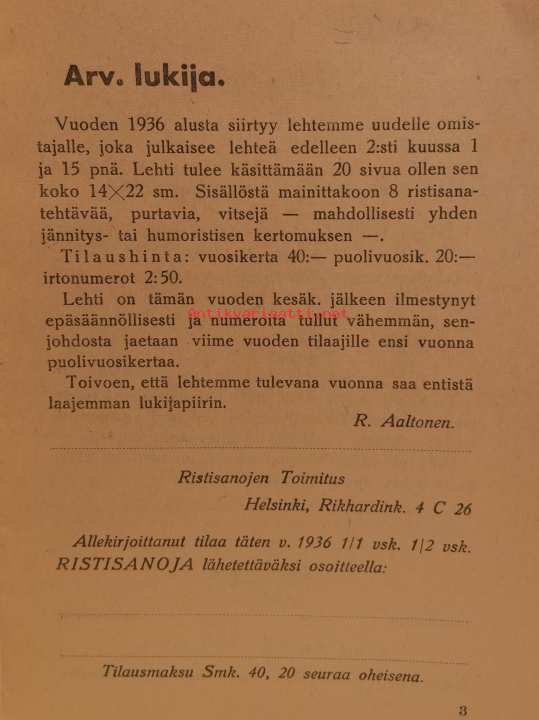 Arv. lukija.
Vuoden 1936 alusta siirtyy lehtemme uudelle omis-
tajalle, joka julkaisee lehteä edelleen 2:sti kuussa 1
ja 15 pnä. Lehti tulee käsittämään 20 sivua ollen sen
koko 14×22 sm. Sisällöstä mainittakoon 8 ristisana-
tehtävää, purtavia, vitsejä — mahdollisesti yhden
jännitys- tai humoristisen kertomuksen —.
Tilaushinta: vuosikerta 40:— puolivuosik. 20:—
irtonumerot 2:50.
Lehti on tämän vuoden kesäk. jälkeen ilmestynyt
epäsäännöllisesti ja numeroita tullut vähemmän, sen-
Antikvariaatti.net
johdosta jaetaan viime vuoden tilaajille ensi vuonna
puolivuosikertaa.
Toivoen, että lehtemme tulevana vuonna saa entistä
laajemman lukijapiirin.
R. Aaltonen.
Ristisanojen Toimitus
Helsinki, Rikhardink. 4 C 26
Allekirjoittanut tilaa täten v. 1936 1/1 vsk. 1/2 vsk.
RISTISANOJA lähetettäväksi osoitteella:
Tilausmaksu Smk. 40, 20 seuraa oheisena.
3